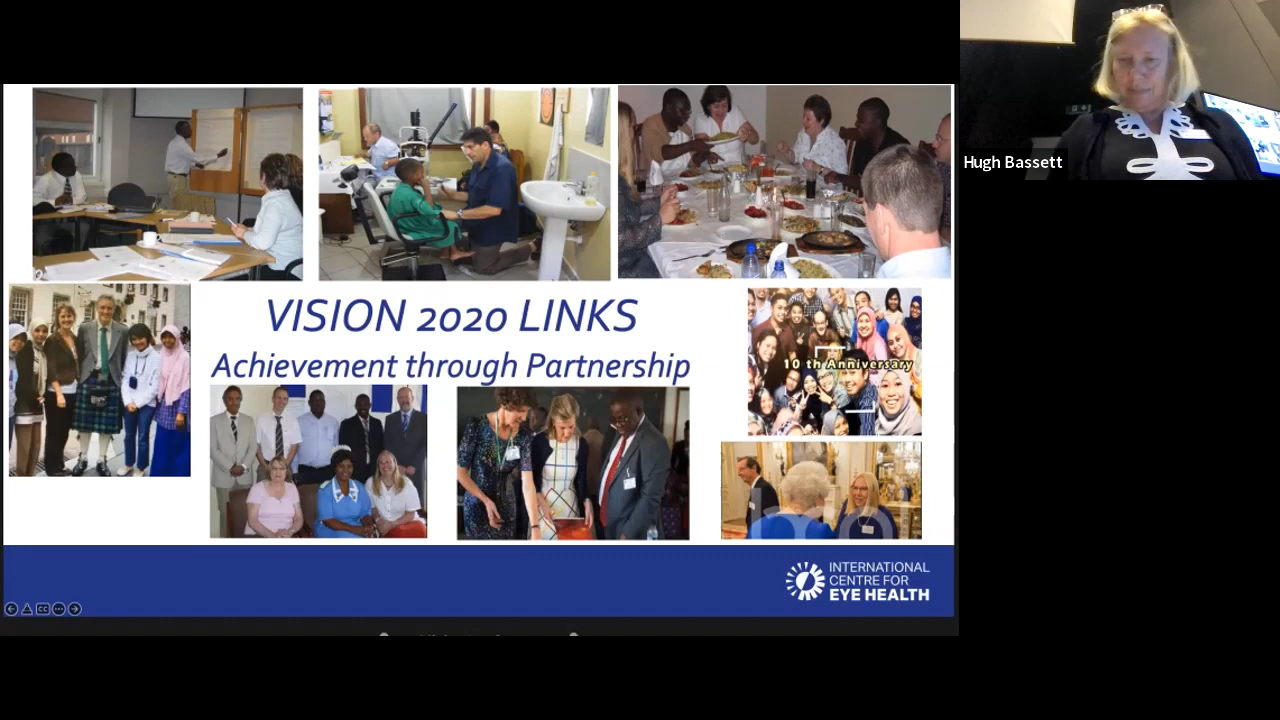 Hugh Bassett
VISION 2020 LINKS
Achievement through Partnership
10 th Anniversary
INTERNATIONAL
CENTRE FOR
EYE HEALTH